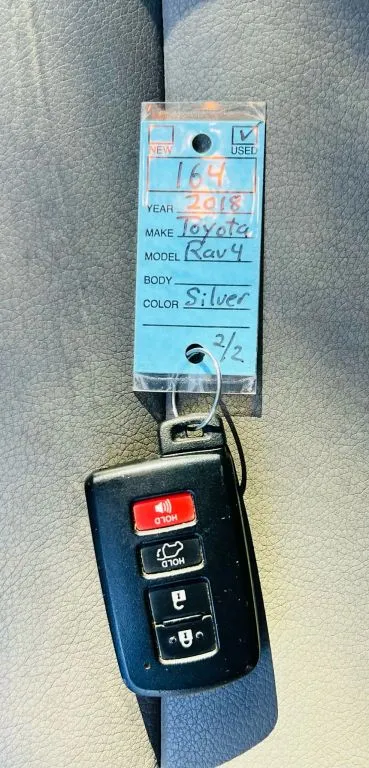 NEW USED
164
YEAR 2018
MAKE Toyota
MODEL Rav4
BODY
COLOR Silver
2/2
HOLD
HOLD